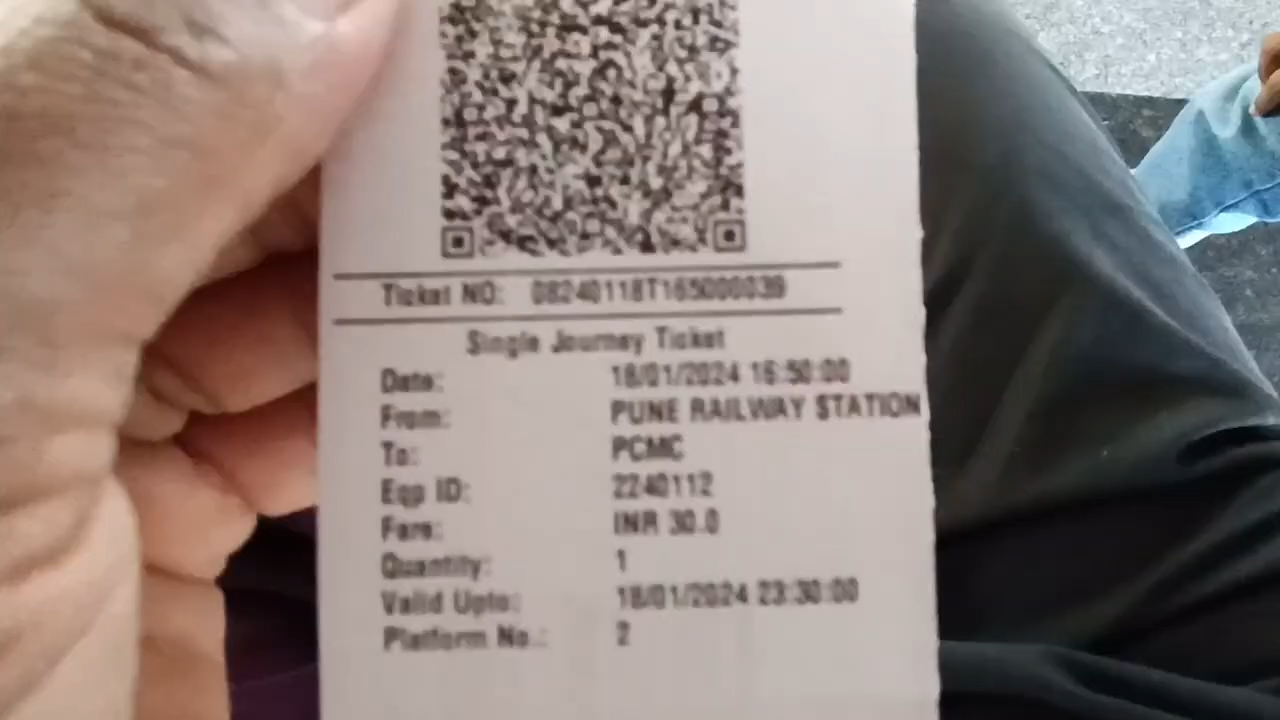 Ticket NO: 08240118T165000039
Single Journey Ticket
Date: 18/01/2024 16:50:00
From: PUNE RAILWAY STATION
To: PCMC
Eqp ID: 2240112
Fare: INR 30.0
Quantity: 1
Valid Upto: 18/01/2024 23:30:00
Platform No.: 2